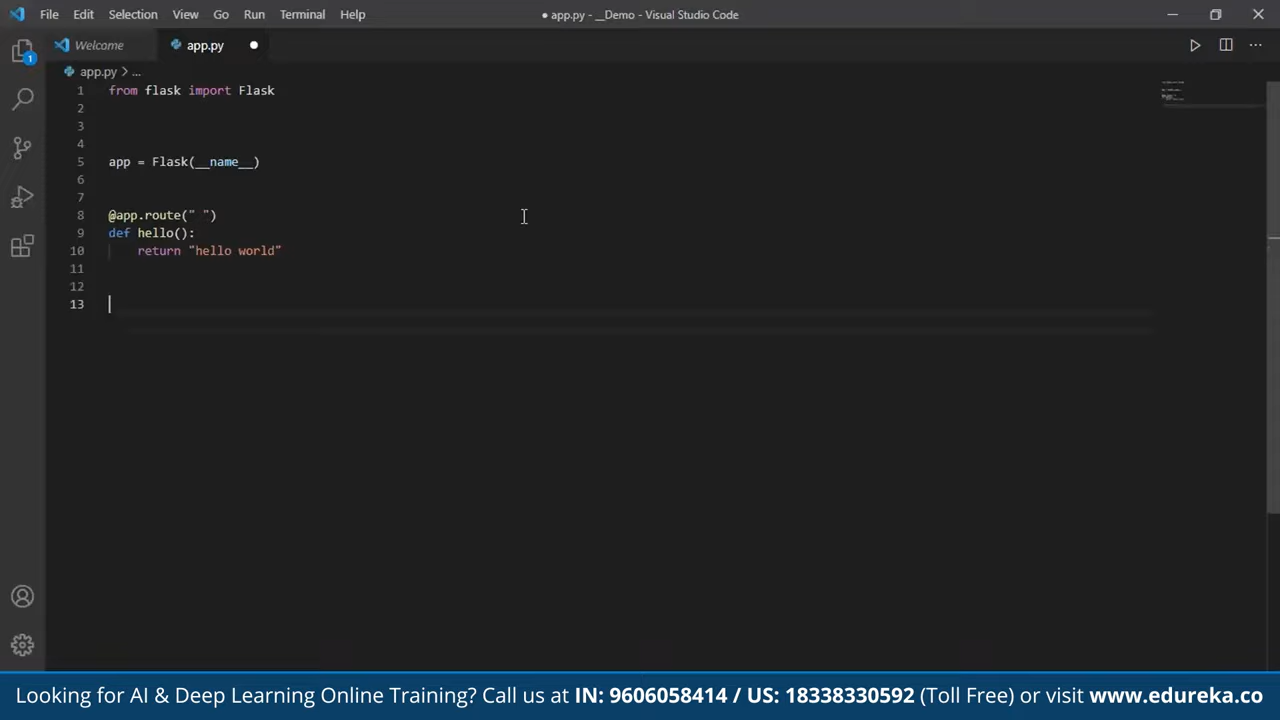 File Edit Selection View Go Run Terminal Help
● app.py - __Demo - Visual Studio Code
1
Welcome
app.py
app.py > ...
1 from flask import Flask
2
3
4
5 app = Flask(__name__)
6
7
8 @app.route(" ")
9 def hello():
10 return "hello world"
11
12
13
Looking for AI & Deep Learning Online Training? Call us at IN: 9606058414 / US: 18338330592 (Toll Free) or visit www.edureka.co